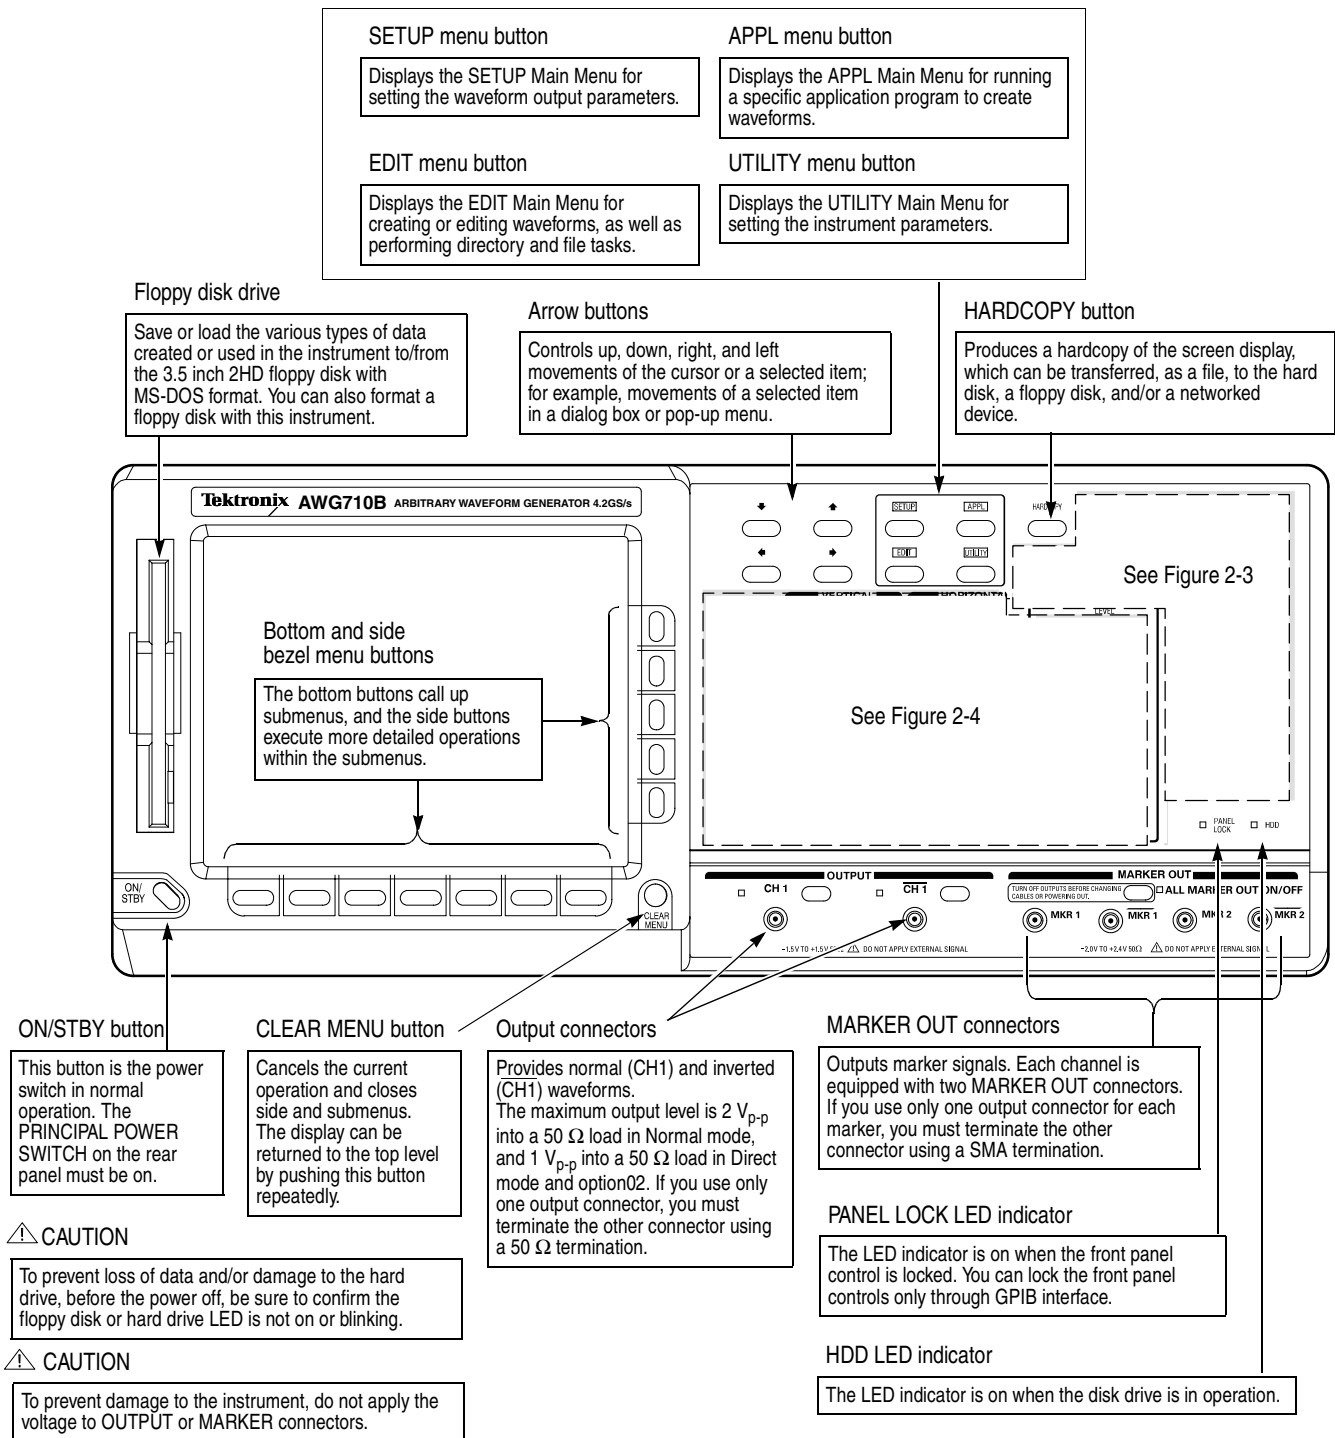 SETUP menu button
Displays the SETUP Main Menu for
setting the waveform output parameters.
APPL menu button
Displays the APPL Main Menu for running
a specific application program to create
waveforms.
EDIT menu button
Displays the EDIT Main Menu for
creating or editing waveforms, as well as
performing directory and file tasks.
UTILITY menu button
Displays the UTILITY Main Menu for
setting the instrument parameters.
Floppy disk drive
Save or load the various types of data
created or used in the instrument to/from
the 3.5 inch 2HD floppy disk with
MS-DOS format. You can also format a
floppy disk with this instrument.
Arrow buttons
Controls up, down, right, and left
movements of the cursor or a selected item;
for example, movements of a selected item
in a dialog box or pop-up menu.
HARDCOPY button
Produces a hardcopy of the screen display,
which can be transferred, as a file, to the hard
disk, a floppy disk, and/or a networked
device.
Tektronix AWG710B ARBITRARY WAVEFORM GENERATOR 4.2GS/s
SETUP
APPL
HARDCOPY
EDIT
UTILITY
See Figure 2-3
VERTICAL
HORIZONTAL
LEVEL
Bottom and side
bezel menu buttons
The bottom buttons call up
submenus, and the side buttons
execute more detailed operations
within the submenus.
See Figure 2-4
PANEL
LOCK
HDD
ON/
STBY
CLEAR
MENU
OUTPUT
CH 1
C̅H̅ ̅1̅
-1.5V TO +1.5V 50Ω ⚠ DO NOT APPLY EXTERNAL SIGNAL
MARKER OUT
TURN OFF OUTPUTS BEFORE CHANGING
CABLES OR POWERING OUT.
ALL MARKER OUT ON/OFF
MKR 1
M̅K̅R̅ ̅1̅
MKR 2
M̅K̅R̅ ̅2̅
-2.0V TO +2.4V 50Ω ⚠ DO NOT APPLY EXTERNAL SIGNAL
ON/STBY button
This button is the power
switch in normal
operation. The
PRINCIPAL POWER
SWITCH on the rear
panel must be on.
CLEAR MENU button
Cancels the current
operation and closes
side and submenus.
The display can be
returned to the top level
by pushing this button
repeatedly.
Output connectors
Provides normal (CH1) and inverted
(C̅H̅1̅) waveforms.
The maximum output level is 2 Vp-p
into a 50 Ω load in Normal mode,
and 1 Vp-p into a 50 Ω load in Direct
mode and option02. If you use only
one output connector, you must
terminate the other connector using
a 50 Ω termination.
MARKER OUT connectors
Outputs marker signals. Each channel is
equipped with two MARKER OUT connectors.
If you use only one output connector for each
marker, you must terminate the other
connector using a SMA termination.
PANEL LOCK LED indicator
The LED indicator is on when the front panel
control is locked. You can lock the front panel
controls only through GPIB interface.
HDD LED indicator
The LED indicator is on when the disk drive is in operation.
⚠ CAUTION
To prevent loss of data and/or damage to the hard
drive, before the power off, be sure to confirm the
floppy disk or hard drive LED is not on or blinking.
⚠ CAUTION
To prevent damage to the instrument, do not apply the
voltage to OUTPUT or MARKER connectors.